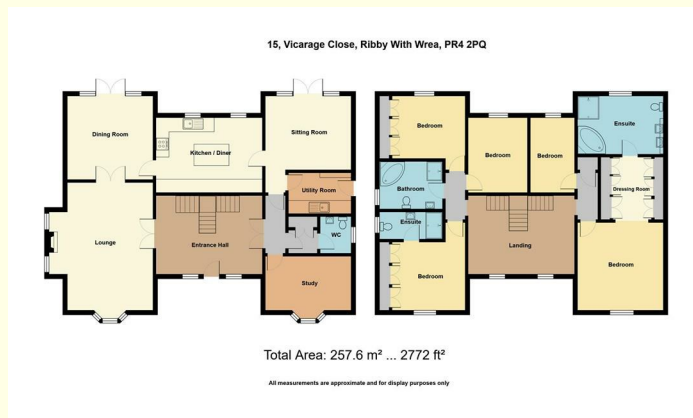 15, Vicarage Close, Ribby With Wrea, PR4 2PQ
Dining Room
Kitchen / Diner
Sitting Room
Utility Room
Lounge
Entrance Hall
WC
Study
Bedroom
Bedroom
Bedroom
Ensuite
Bathroom
Dressing Room
Ensuite
Landing
Bedroom
Bedroom
Total Area: 257.6 m² ... 2772 ft²
All measurements are approximate and for display purposes only